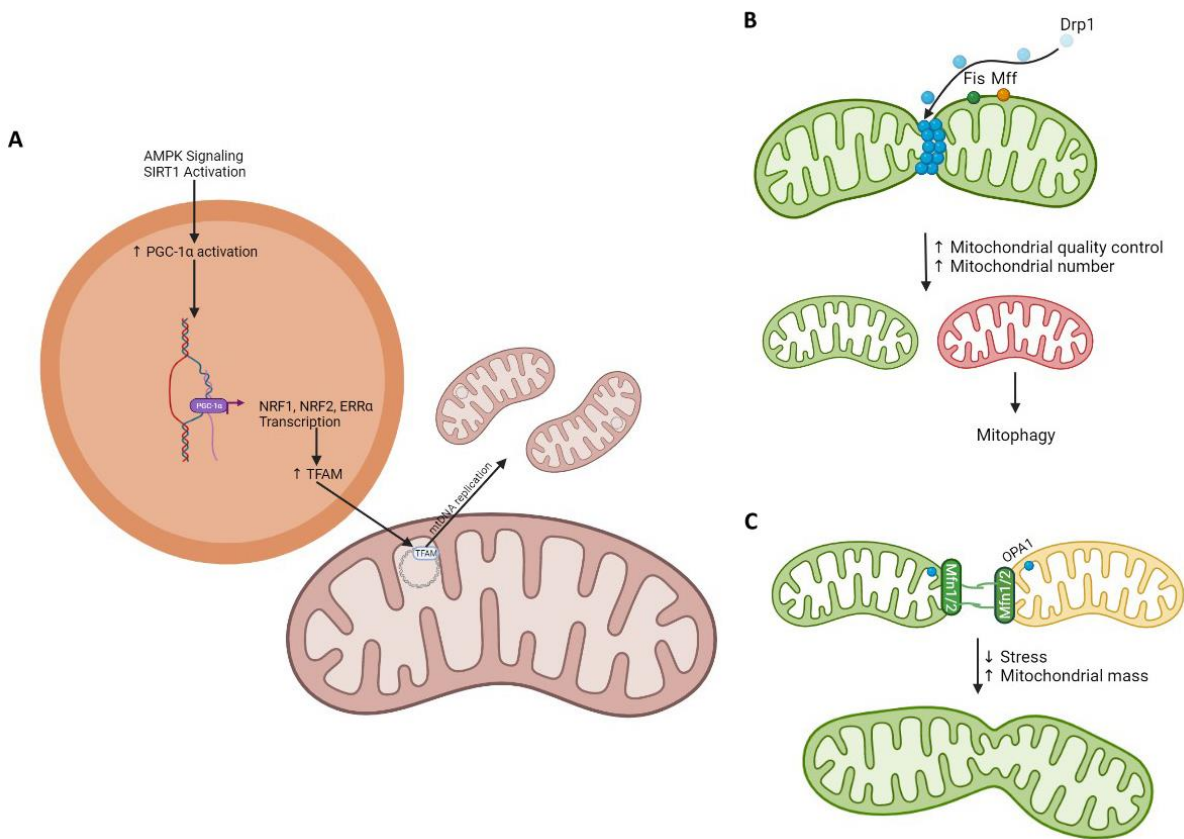 A
AMPK Signaling
SIRT1 Activation
↑ PGC-1α activation
PGC-1α
NRF1, NRF2, ERRα
Transcription
↑ TFAM
TFAM
mtDNA replication
B
Drp1
Fis Mff
↑ Mitochondrial quality control
↑ Mitochondrial number
Mitophagy
C
Mfn1/2
Mfn1/2
OPA1
↓ Stress
↑ Mitochondrial mass